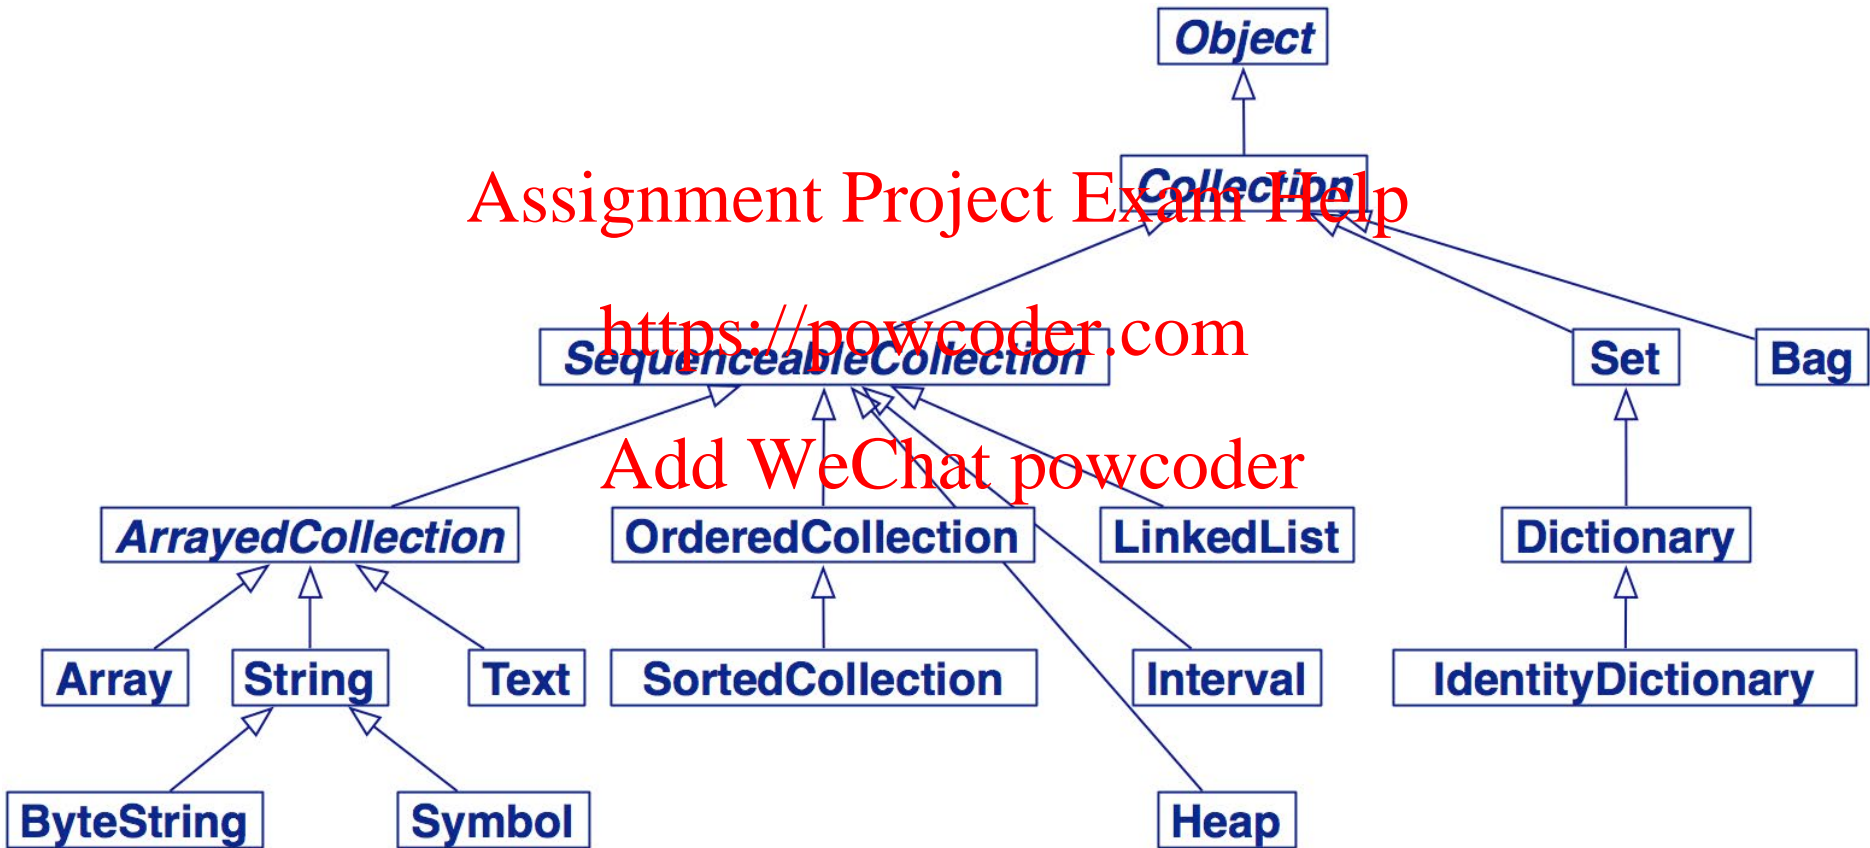 Object
Collection
Assignment Project Exam Help
https://powcoder.com
SequenceableCollection
Set
Bag
Add WeChat powcoder
ArrayedCollection
OrderedCollection
LinkedList
Dictionary
Array
String
Text
SortedCollection
Interval
IdentityDictionary
ByteString
Symbol
Heap